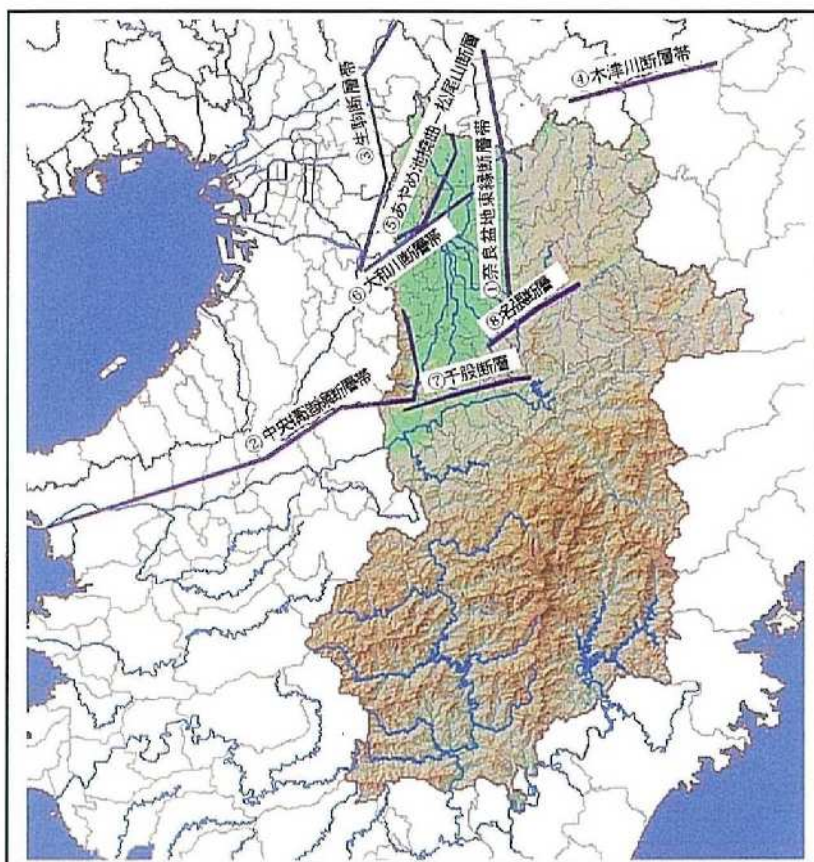 ③生駒断層帯
⑤あやめ池撓曲－松尾山断層
④木津川断層帯
①奈良盆地東縁断層帯
⑥大和川断層帯
⑧名張断層
⑦千股断層
②中央構造線断層帯